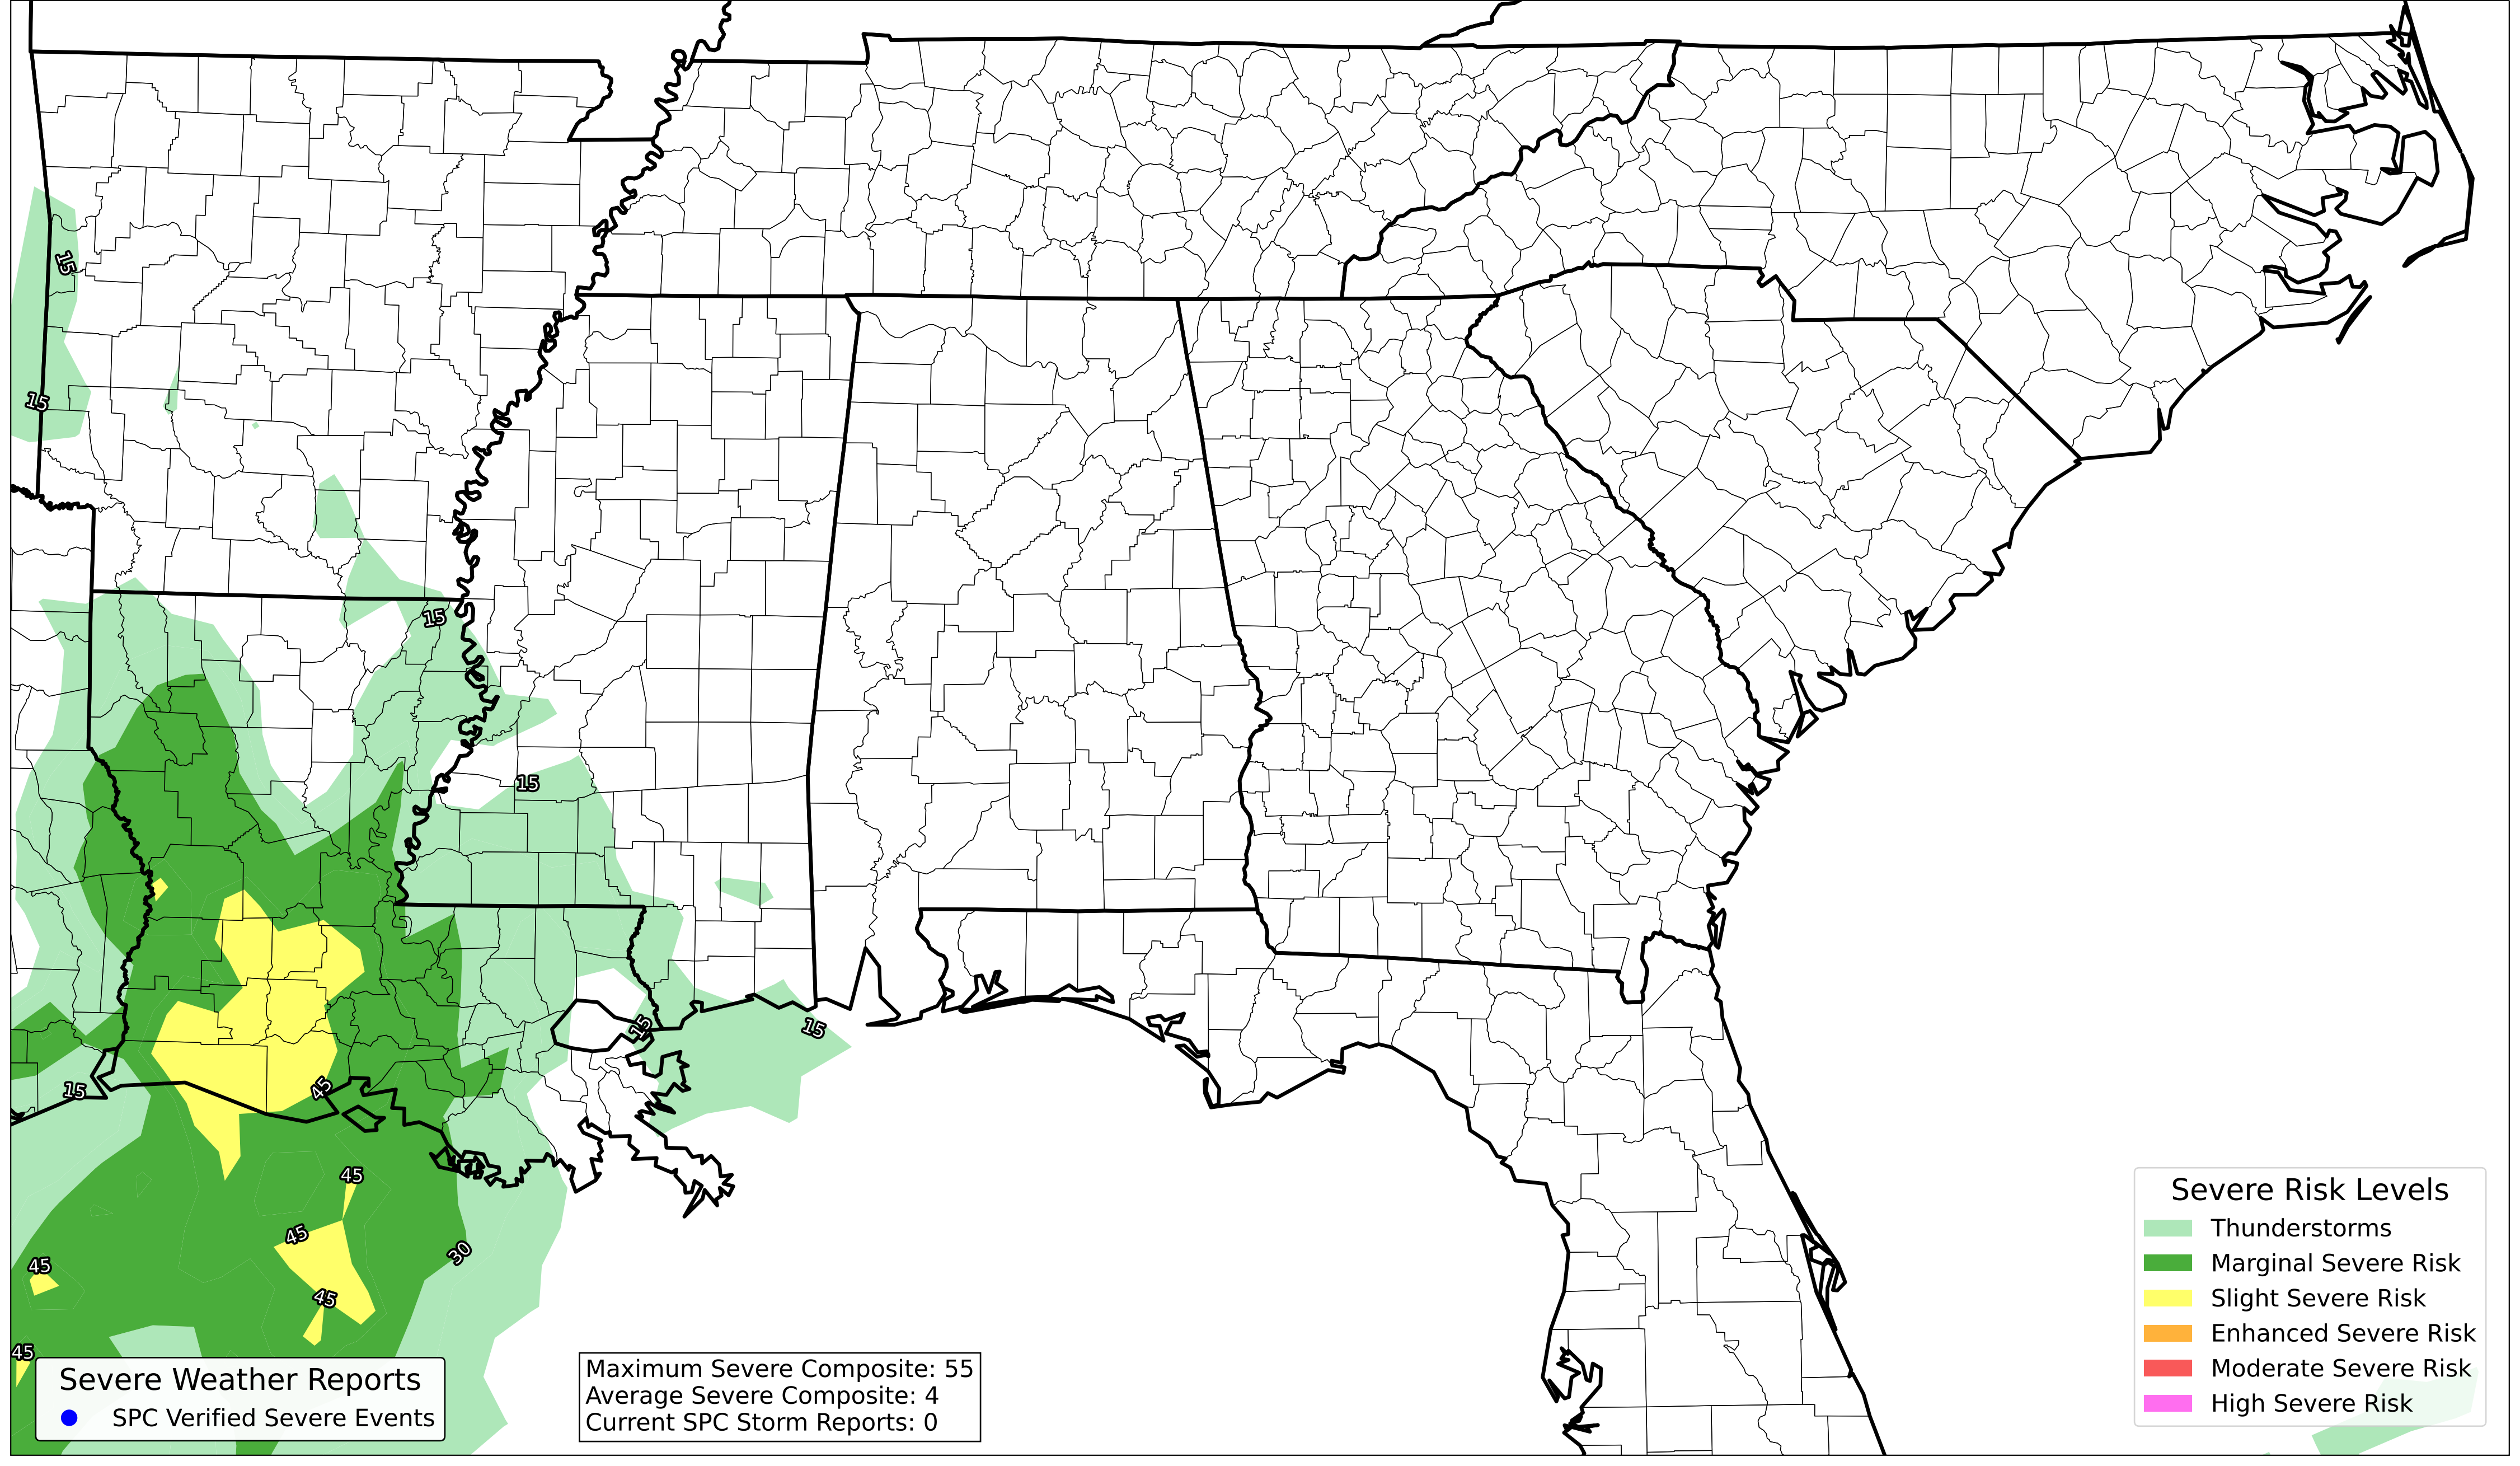 15
15
15
15
15
15
15
45
45
45
30
45
45
45
Severe Weather Reports
SPC Verified Severe Events
Maximum Severe Composite: 55
Average Severe Composite: 4
Current SPC Storm Reports: 0
Severe Risk Levels
Thunderstorms
Marginal Severe Risk
Slight Severe Risk
Enhanced Severe Risk
Moderate Severe Risk
High Severe Risk